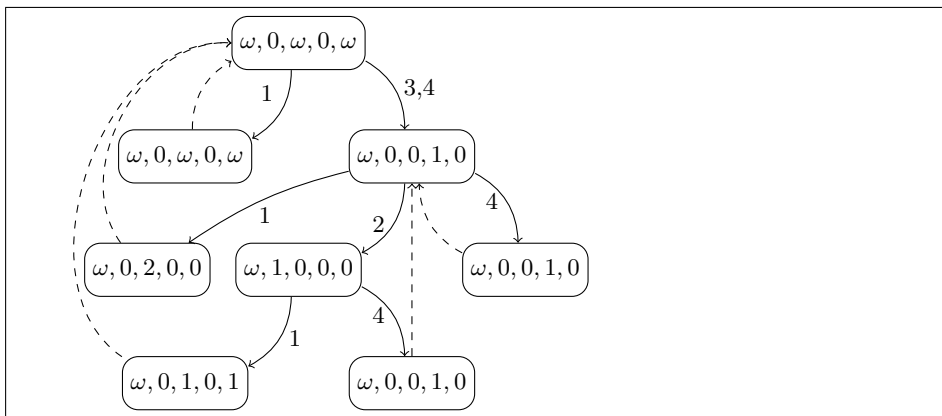 ω, 0, ω, 0, ω
1
3,4
ω, 0, ω, 0, ω
ω, 0, 0, 1, 0
1
2
4
ω, 0, 2, 0, 0
ω, 1, 0, 0, 0
ω, 0, 0, 1, 0
1
4
ω, 0, 1, 0, 1
ω, 0, 0, 1, 0